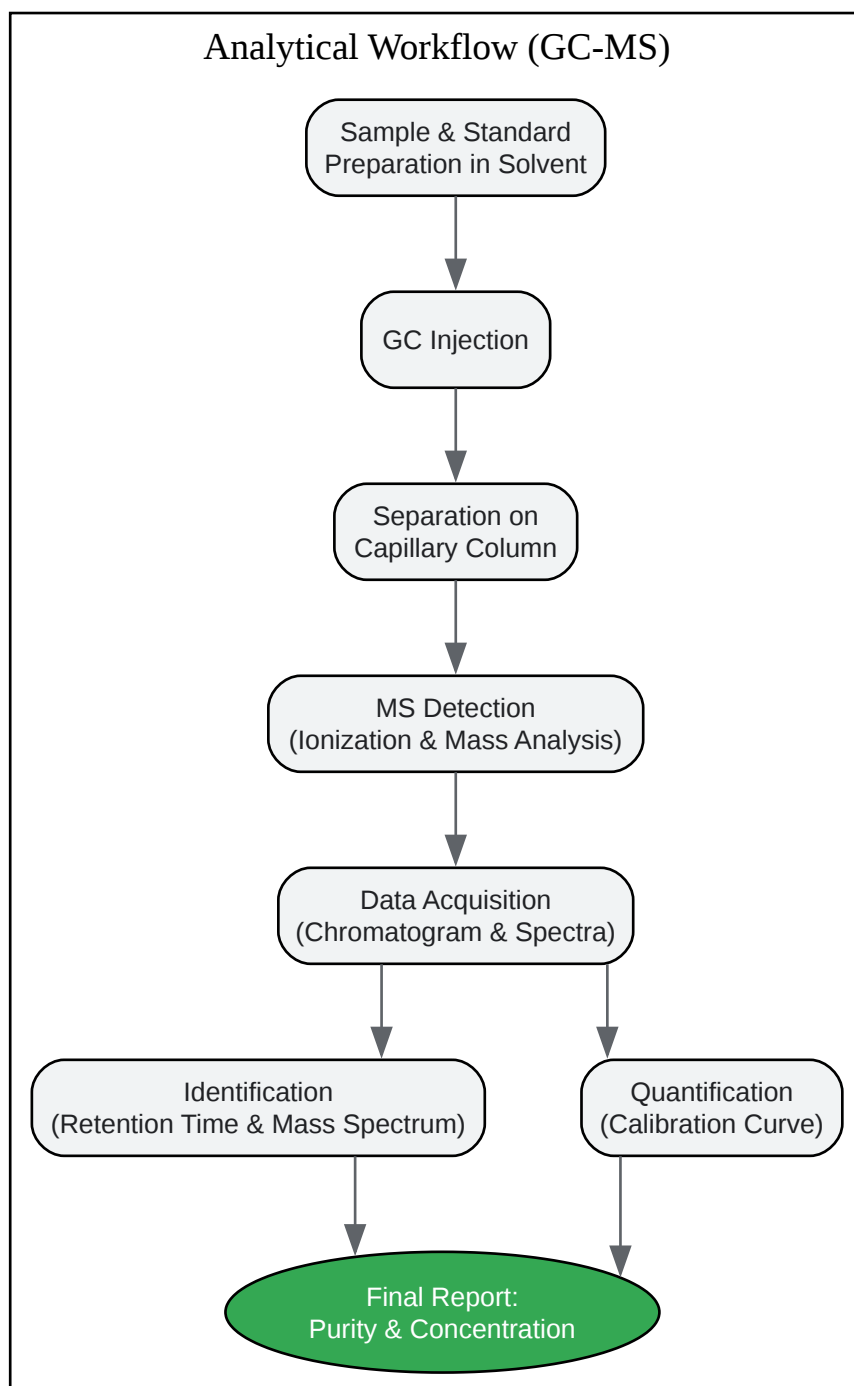 Analytical Workflow (GC-MS)
Sample & Standard
Preparation in Solvent
GC Injection
Separation on
Capillary Column
MS Detection
(Ionization & Mass Analysis)
Data Acquisition
(Chromatogram & Spectra)
Identification
(Retention Time & Mass Spectrum)
Quantification
(Calibration Curve)
Final Report:
Purity & Concentration